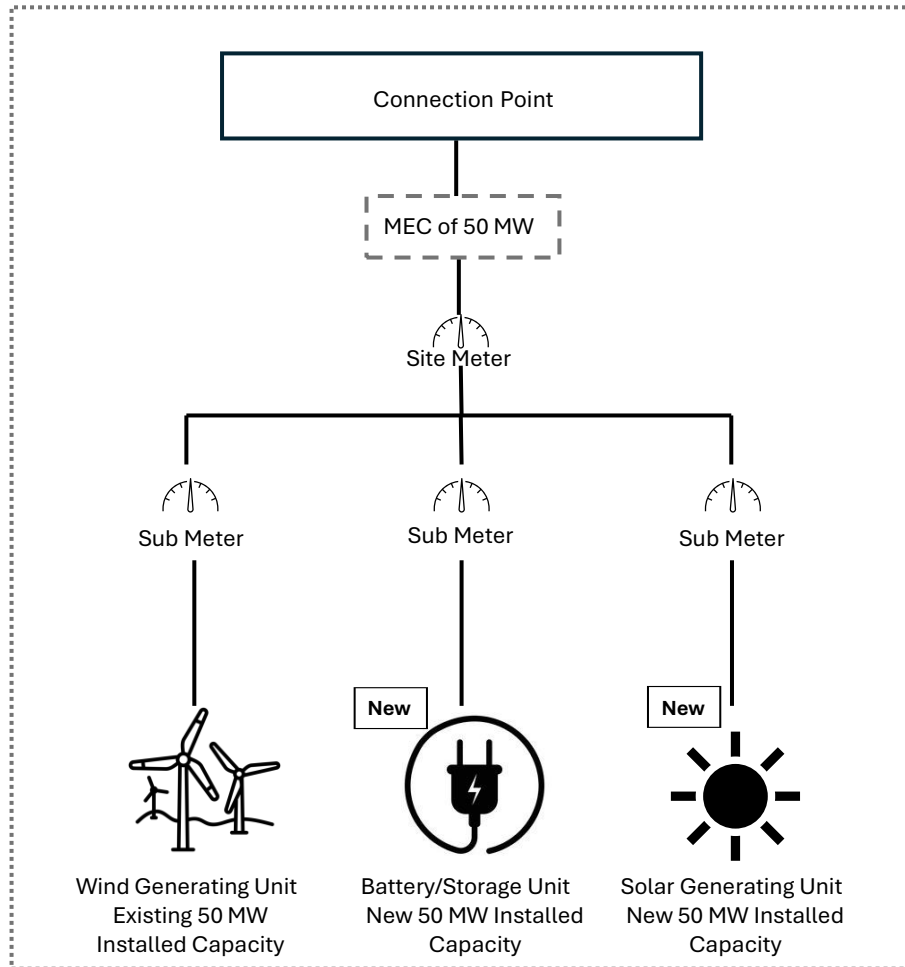 Connection Point
MEC of 50 MW
Site Meter
Sub Meter
Sub Meter
Sub Meter
New
New
Wind Generating Unit
Existing 50 MW
Installed Capacity
Battery/Storage Unit
New 50 MW Installed
Capacity
Solar Generating Unit
New 50 MW Installed
Capacity